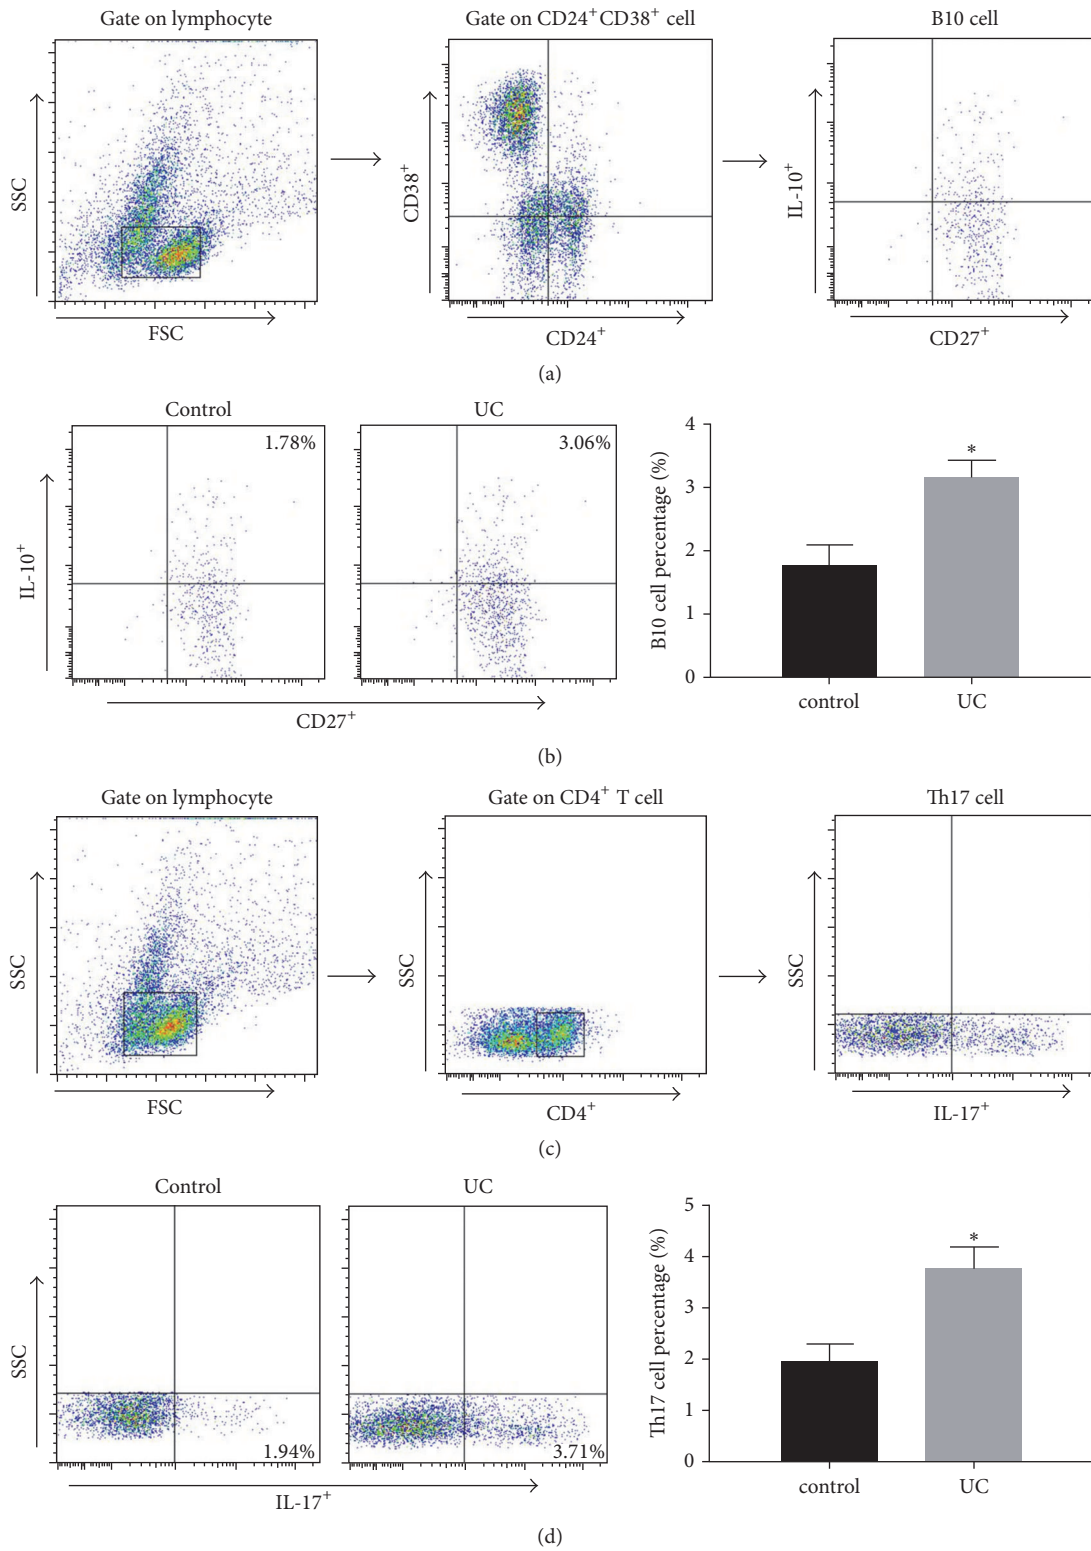 Gate on lymphocyte
Gate on CD24⁺CD38⁺ cell
B10 cell
SSC
FSC
CD38⁺
CD24⁺
IL-10⁺
CD27⁺
(a)
Control
UC
1.78%
3.06%
IL-10⁺
CD27⁺
B10 cell percentage (%)
4
3
2
1
0
*
control
UC
(b)
Gate on lymphocyte
Gate on CD4⁺ T cell
Th17 cell
SSC
FSC
SSC
CD4⁺
SSC
IL-17⁺
(c)
Control
UC
SSC
1.94%
3.71%
IL-17⁺
Th17 cell percentage (%)
5
4
3
2
1
0
*
control
UC
(d)